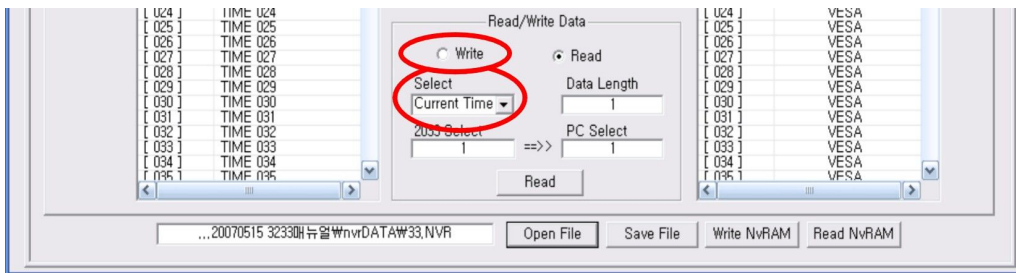 [ 024 ] TIME 024
[ 025 ] TIME 025
[ 026 ] TIME 026
[ 027 ] TIME 027
[ 028 ] TIME 028
[ 029 ] TIME 029
[ 030 ] TIME 030
[ 031 ] TIME 031
[ 032 ] TIME 032
[ 033 ] TIME 033
[ 034 ] TIME 034
[ 035 ] TIME 035
Read/Write Data
Write Read
Select Data Length
Current Time 1
2033 Select PC Select
1 ==>> 1
Read
[ 024 ] VESA
[ 025 ] VESA
[ 026 ] VESA
[ 027 ] VESA
[ 028 ] VESA
[ 029 ] VESA
[ 030 ] VESA
[ 031 ] VESA
[ 032 ] VESA
[ 033 ] VESA
[ 034 ] VESA
[ 035 ] VESA
...20070515 3233매뉴얼₩nvrDATA₩33.NVR Open File Save File Write NvRAM Read NvRAM